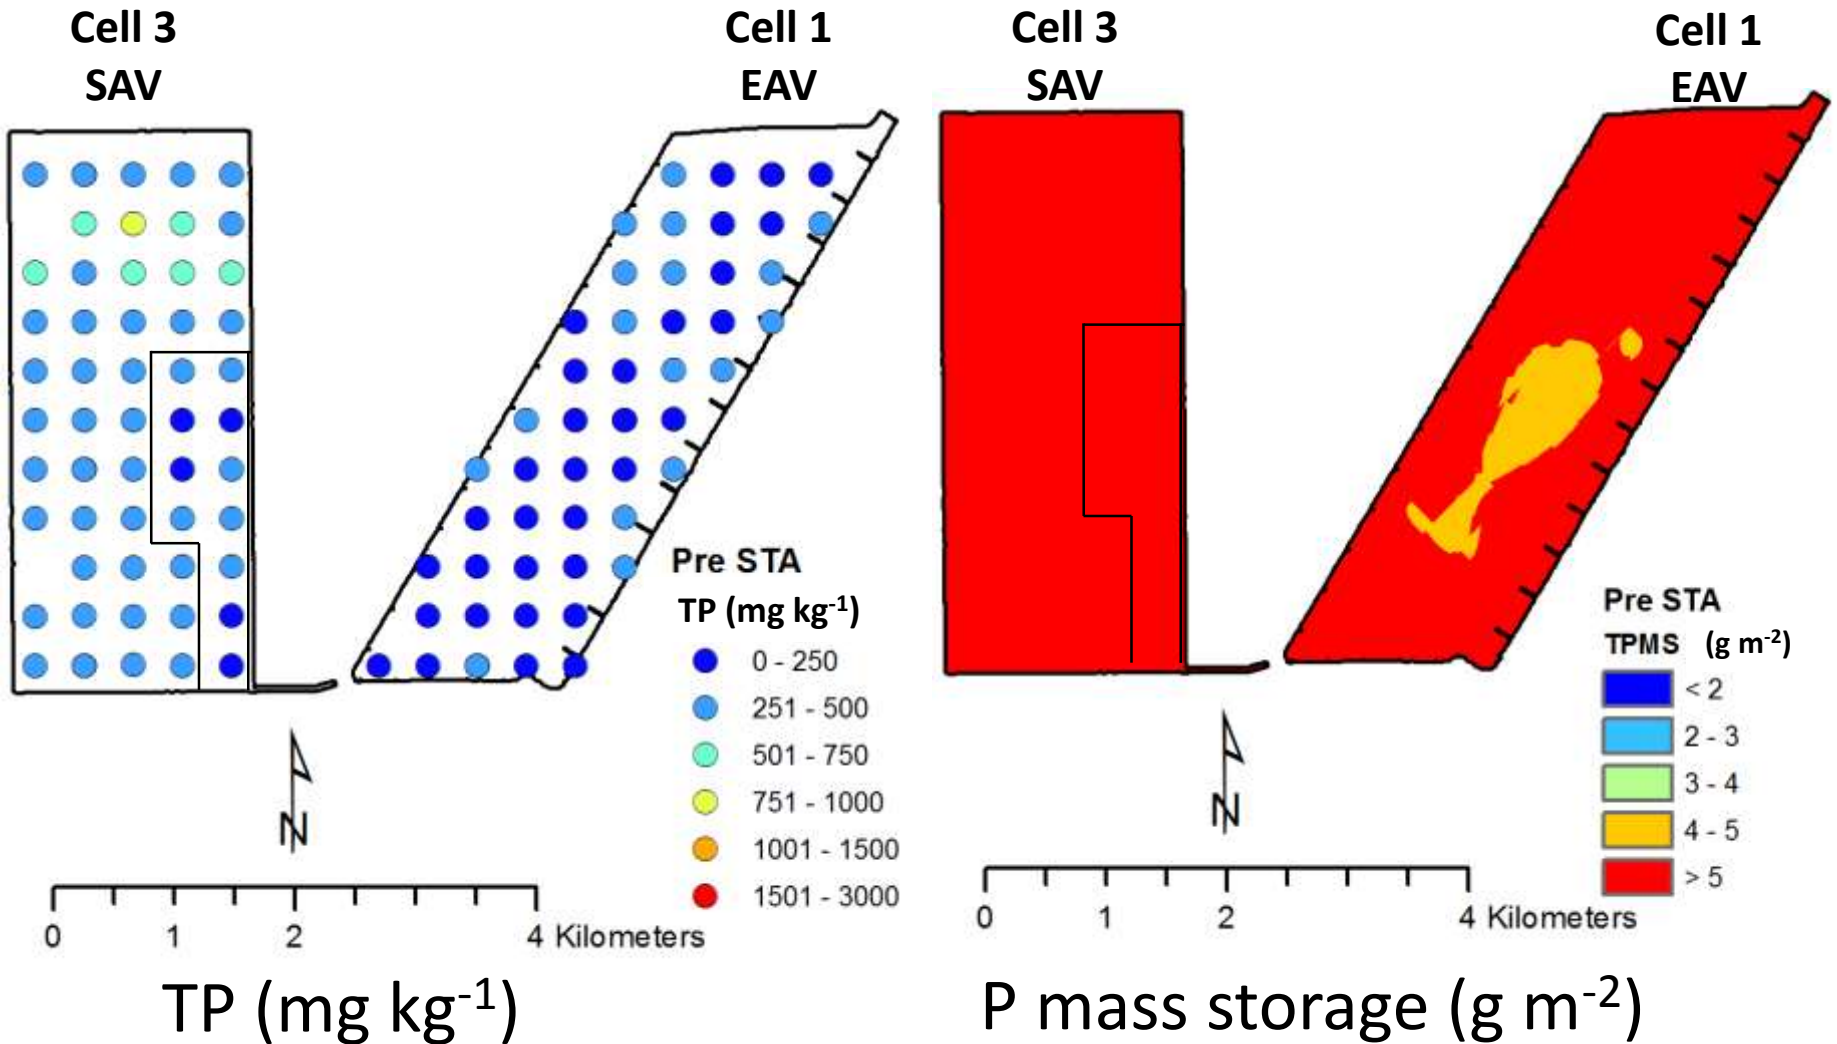 Cell 3
SAV
Cell 1
EAV
Cell 3
SAV
Cell 1
EAV
Pre STA
TP (mg kg-1)
0 - 250
251 - 500
501 - 750
751 - 1000
1001 - 1500
1501 - 3000
N
0 1 2 4 Kilometers
Pre STA
TPMS (g m-2)
< 2
2 - 3
3 - 4
4 - 5
> 5
N
0 1 2 4 Kilometers
TP (mg kg-1)
P mass storage (g m-2)